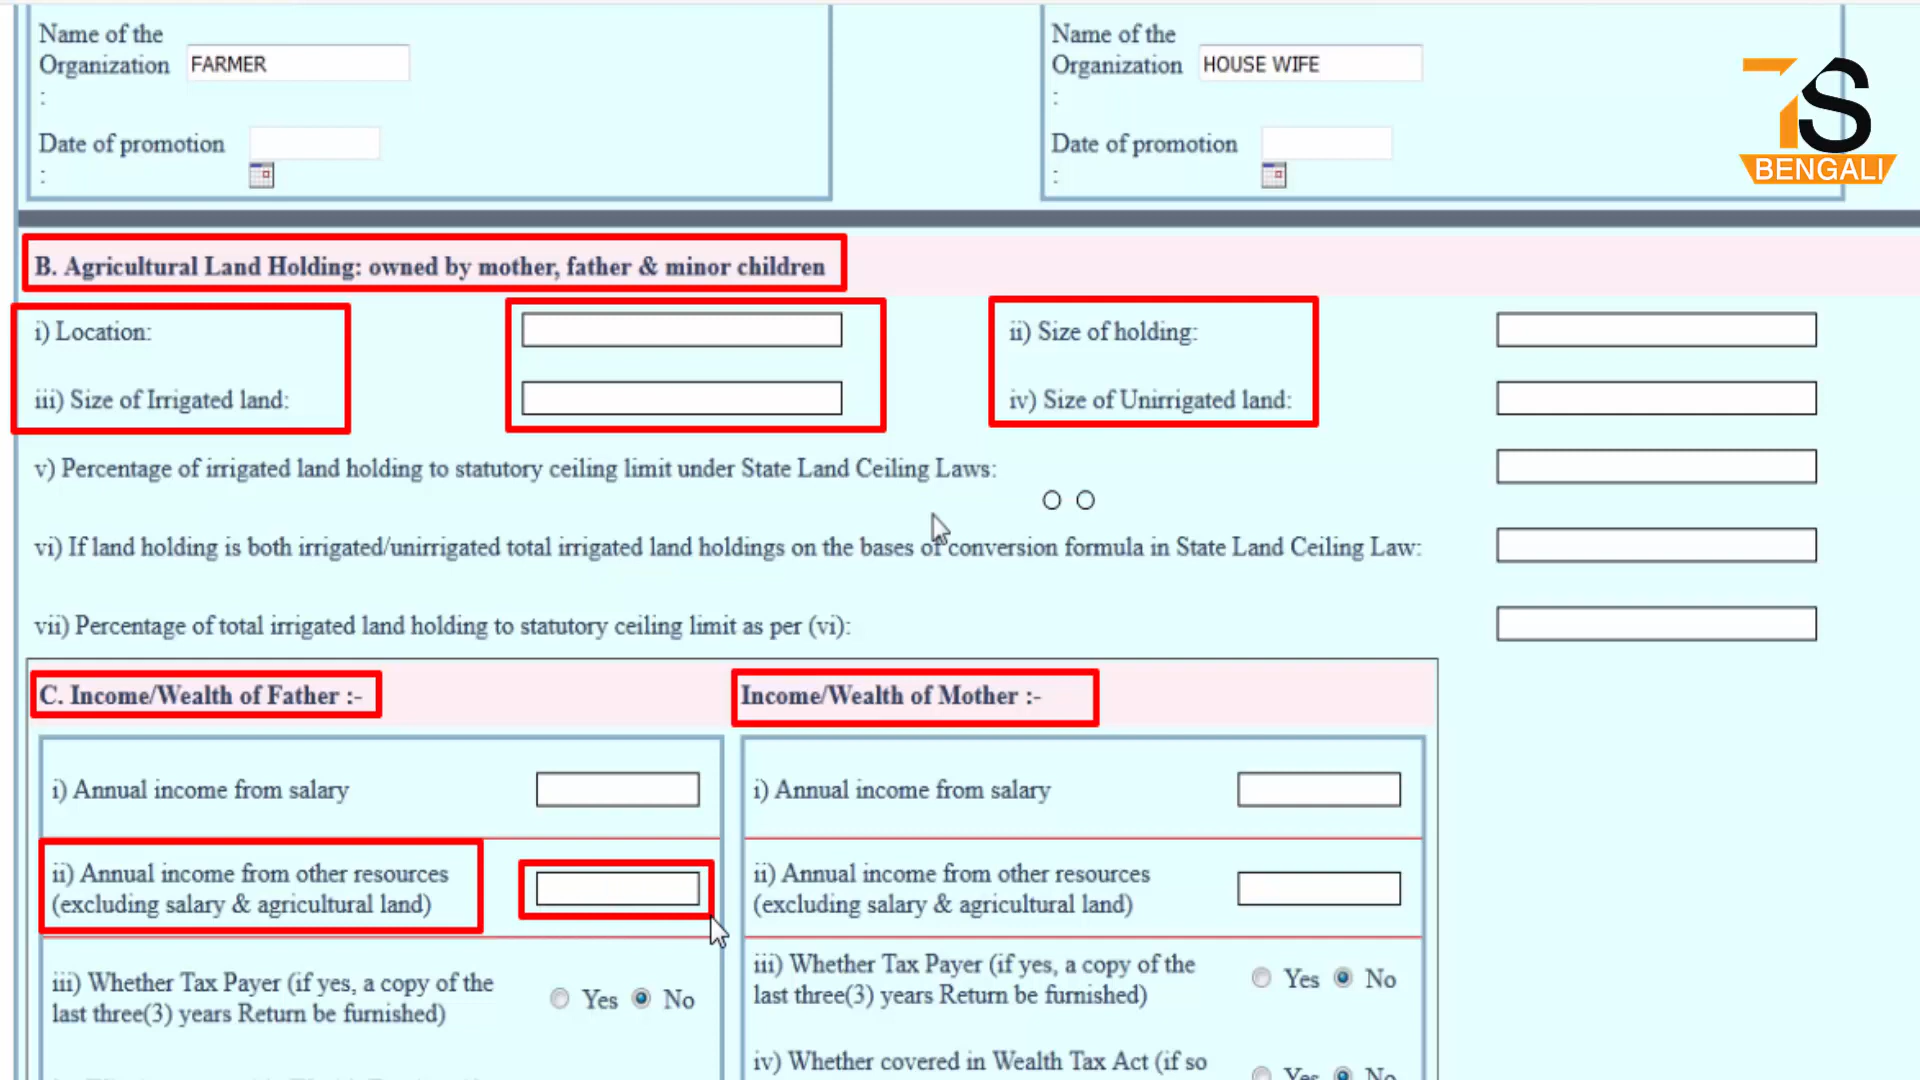 Name of the
Organization
:
FARMER
Date of promotion
:
Name of the
Organization
:
HOUSE WIFE
Date of promotion
:
7S
BENGALI
B. Agricultural Land Holding: owned by mother, father & minor children
i) Location:
ii) Size of holding:
iii) Size of Irrigated land:
iv) Size of Unirrigated land:
v) Percentage of irrigated land holding to statutory ceiling limit under State Land Ceiling Laws:
vi) If land holding is both irrigated/unirrigated total irrigated land holdings on the bases of conversion formula in State Land Ceiling Law:
vii) Percentage of total irrigated land holding to statutory ceiling limit as per (vi):
C. Income/Wealth of Father :-
i) Annual income from salary
ii) Annual income from other resources
(excluding salary & agricultural land)
iii) Whether Tax Payer (if yes, a copy of the
last three(3) years Return be furnished)
Yes No
Income/Wealth of Mother :-
i) Annual income from salary
ii) Annual income from other resources
(excluding salary & agricultural land)
iii) Whether Tax Payer (if yes, a copy of the
last three(3) years Return be furnished)
Yes No
iv) Whether covered in Wealth Tax Act (if so
Yes No